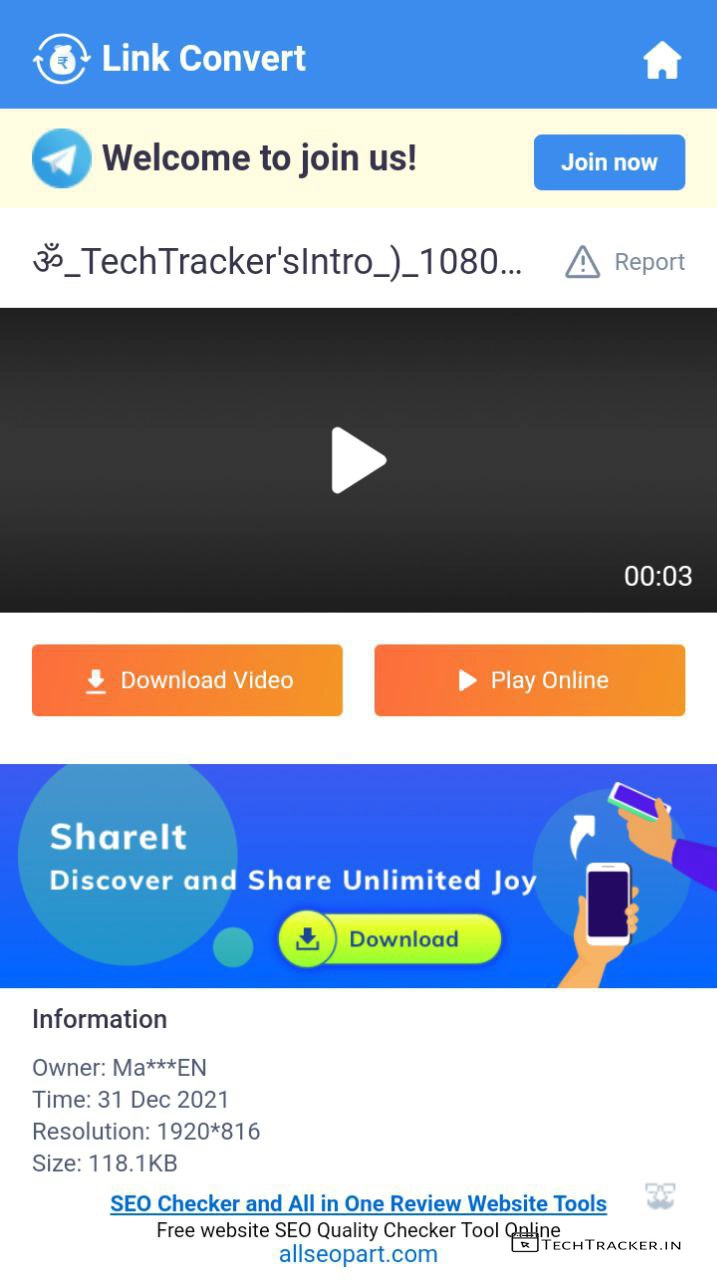 Link Convert
Welcome to join us!
Join now
ॐ_TechTracker'sIntro_)_1080...
Report
00:03
Download Video
Play Online
ShareIt
Discover and Share Unlimited Joy
Download
Information
Owner: Ma***EN
Time: 31 Dec 2021
Resolution: 1920*816
Size: 118.1KB
SEO Checker and All in One Review Website Tools
Free website SEO Quality Checker Tool Online
TECHTRACKER.IN
allseopart.com